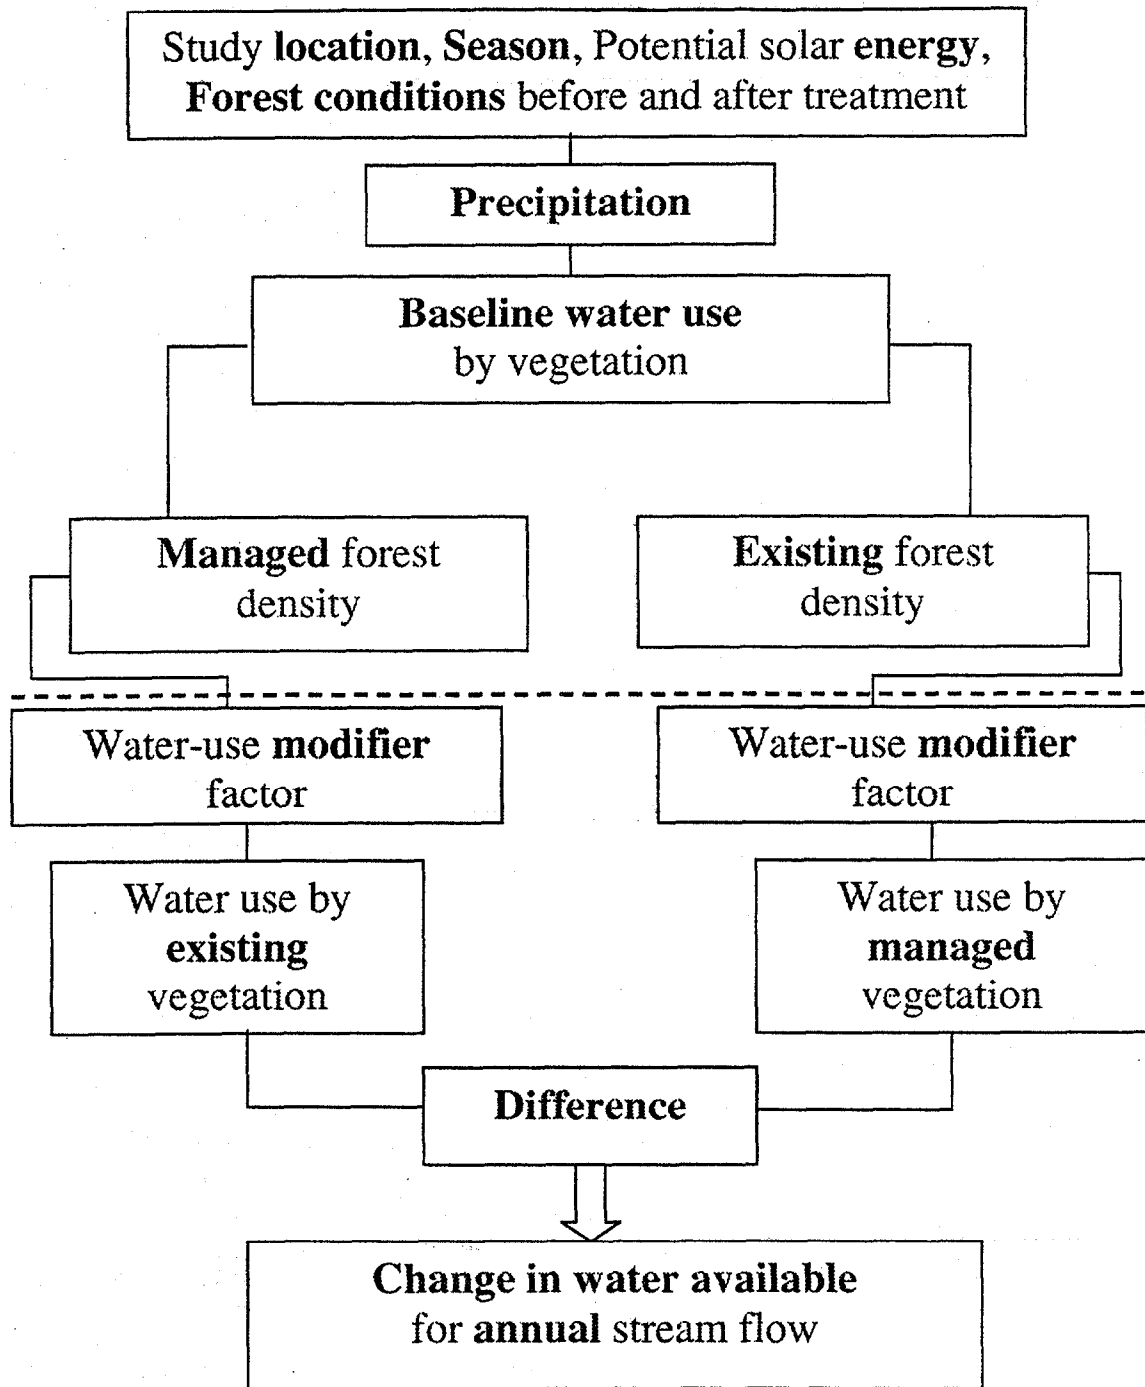 Study location, Season, Potential solar energy,
Forest conditions before and after treatment
Precipitation
Baseline water use
by vegetation
Managed forest
density
Existing forest
density
Water-use modifier
factor
Water-use modifier
factor
Water use by
existing
vegetation
Water use by
managed
vegetation
Difference
Change in water available
for annual stream flow